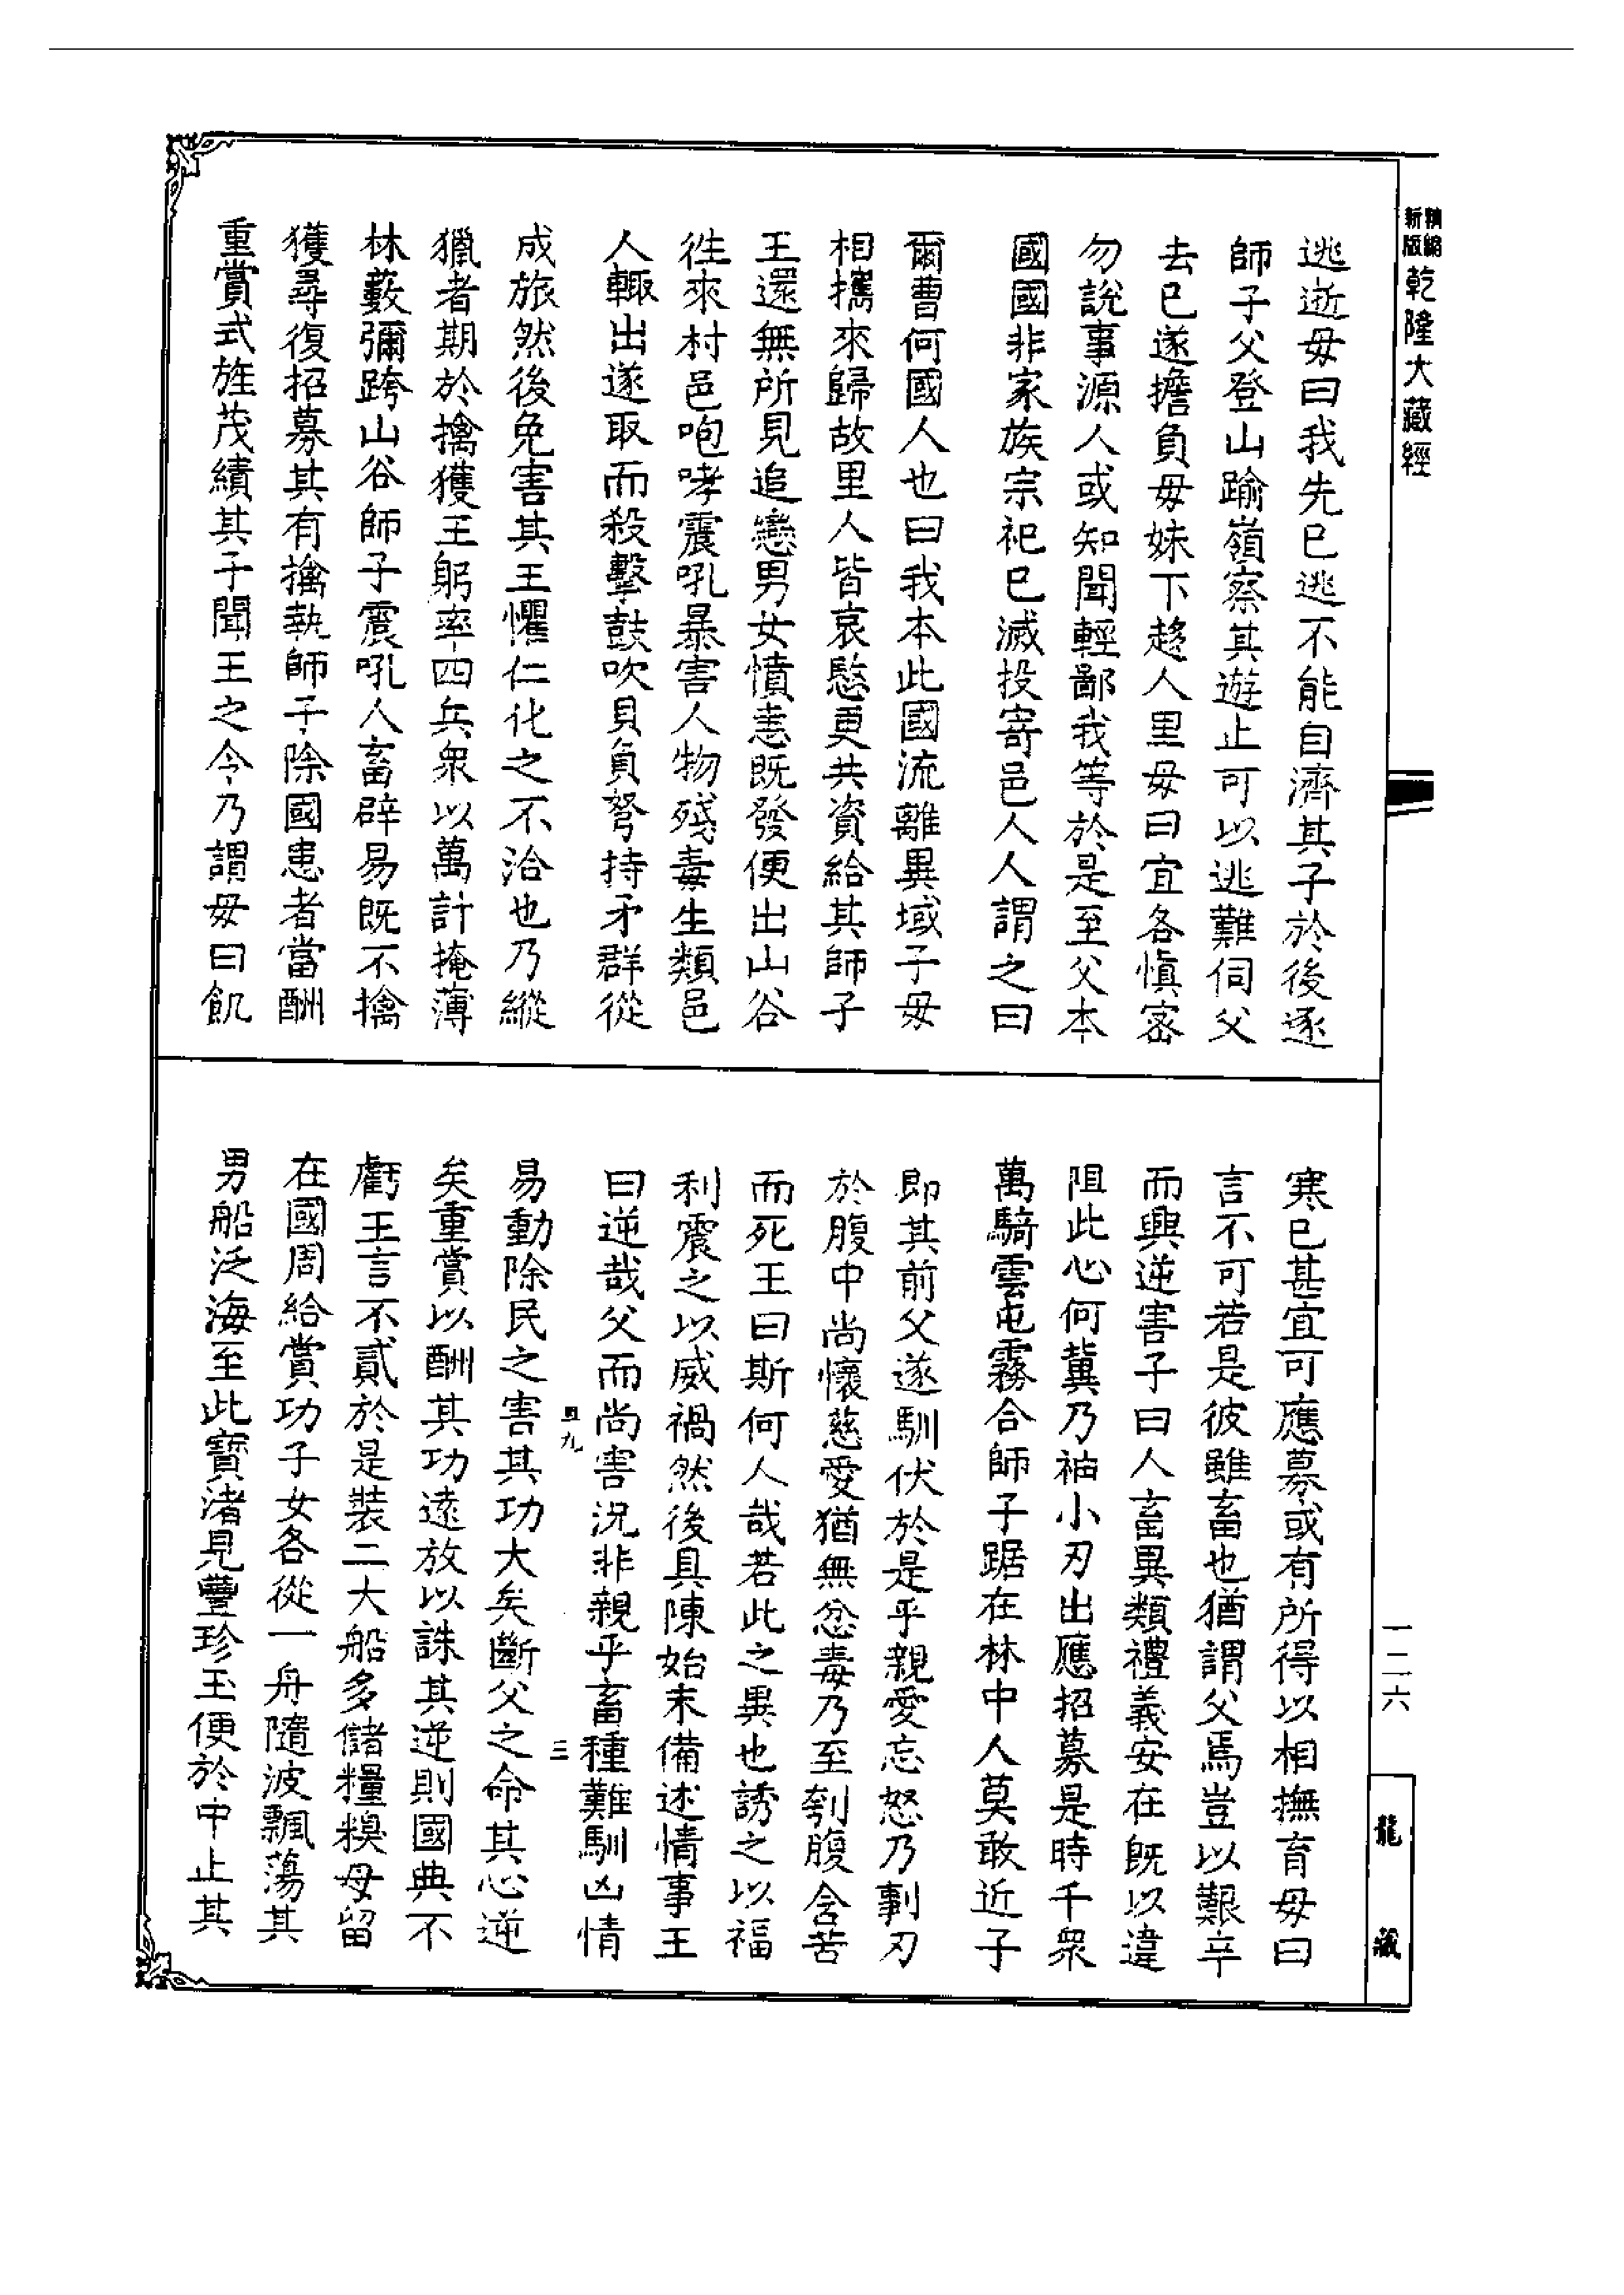 新版 精縮 乾隆大藏經
逃逝母曰我先已逃不能自濟其子於後逐
師子父登山踰嶺察其遊止可以逃難伺父
去已遂擔負母妹下趍人里母曰宜各慎密
勿說事源人或知聞輕鄙我等於是至父本
國國非家族宗祀已滅投寄邑人人謂之曰
爾曹何國人也曰我本此國流離異域子母
相攜來歸故里人皆哀愍更共資給其師子
王還無所見追戀男女憤恚既發便出山谷
徃來村邑咆哮震吼暴害人物殘毒生類邑
人輙出遂取而殺擊鼓吹貝負弩持矛群從
成旅然後免害其王懼仁化之不洽也乃縱
獵者期於擒獲王躬率四兵衆以萬計掩薄
林藪彌跨山谷師子震吼人畜辟易既不擒
獲尋復招募其有擒執師子除國患者當酬
重賞式旌茂績其子聞王之令乃謂母曰飢
寒已甚宜可應募或有所得以相撫育母曰
言不可若是彼雖畜也猶謂父焉豈以艱辛
而興逆害子曰人畜異類禮義安在既以違
阻此心何冀乃袖小刃出應招募是時千衆
萬騎雲屯霧合師子踞在林中人莫敢近子
即其前父遂馴伏於是乎親愛忘怒乃剚刃
於腹中尚懷慈愛猶無忿毒乃至刳腹含苦
而死王曰斯何人哉若此之異也誘之以福
利震之以威禍然後具陳始末備述情事王
曰逆哉父而尚害況非親乎畜種難馴凶情
易動除民之害其功大矣斷父之命其心逆
矣重賞以酬其功遠放以誅其逆則國典不
虧王言不貳於是裝二大船多儲糧糗母留
在國周給賞功子女各從一舟隨波飄蕩其
男船泛海至此寶渚見豐珍玉便於中止其
九
三
一二六
龍藏